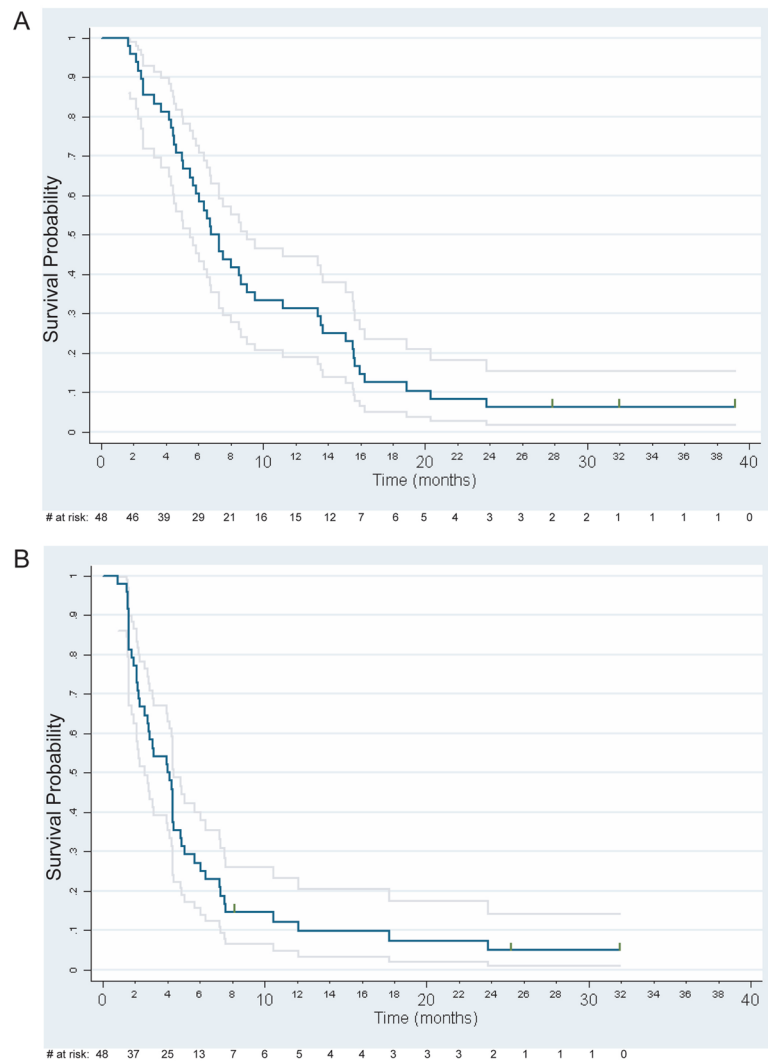 A
Survival Probability
1
.9
.8
.7
.6
.5
.4
.3
.2
.1
0
0 2 4 6 8 10 12 14 16 18 20 22 24 26 28 30 32 34 36 38 40
Time (months)
# at risk: 48 46 39 29 21 16 15 12 7 6 5 4 3 3 2 2 1 1 1 1 0
B
Survival Probability
1
.9
.8
.7
.6
.5
.4
.3
.2
.1
0
0 2 4 6 8 10 12 14 16 18 20 22 24 26 28 30 32 34 36 38 40
Time (months)
# at risk: 48 37 25 13 7 6 5 4 4 3 3 3 2 1 1 1 0